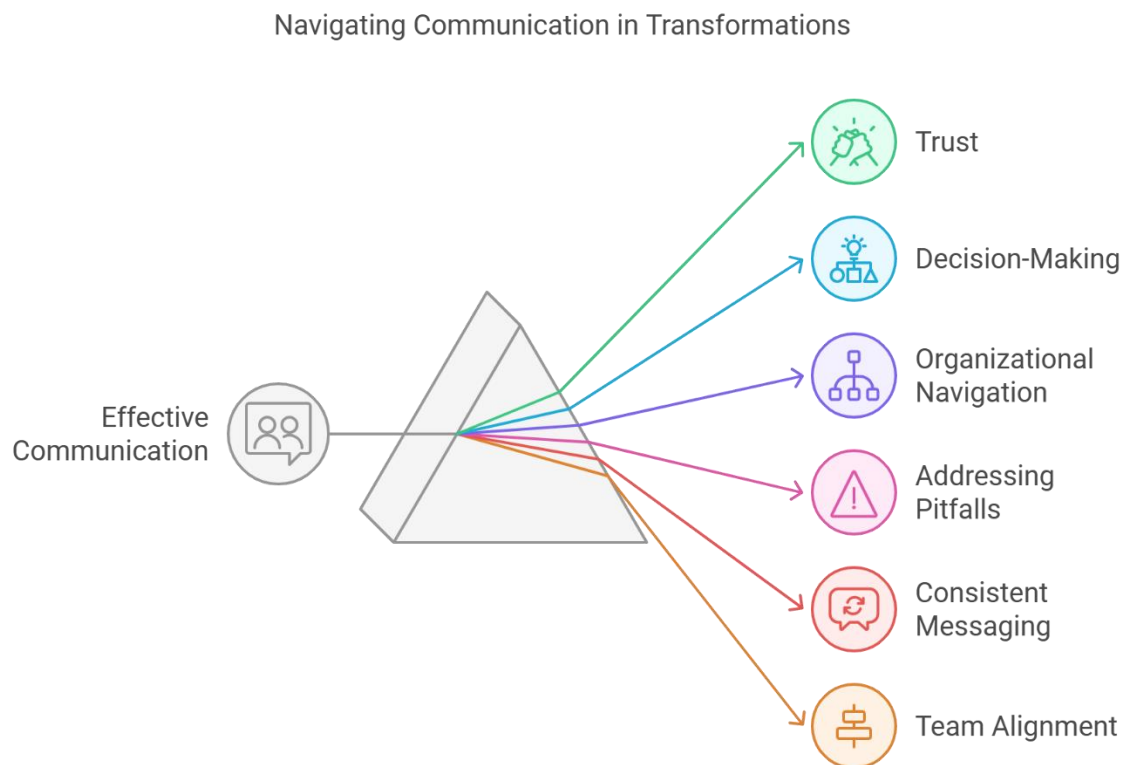 Navigating Communication in Transformations
Trust
Decision-Making
Organizational
Navigation
Effective
Communication
Addressing
Pitfalls
Consistent
Messaging
Team Alignment